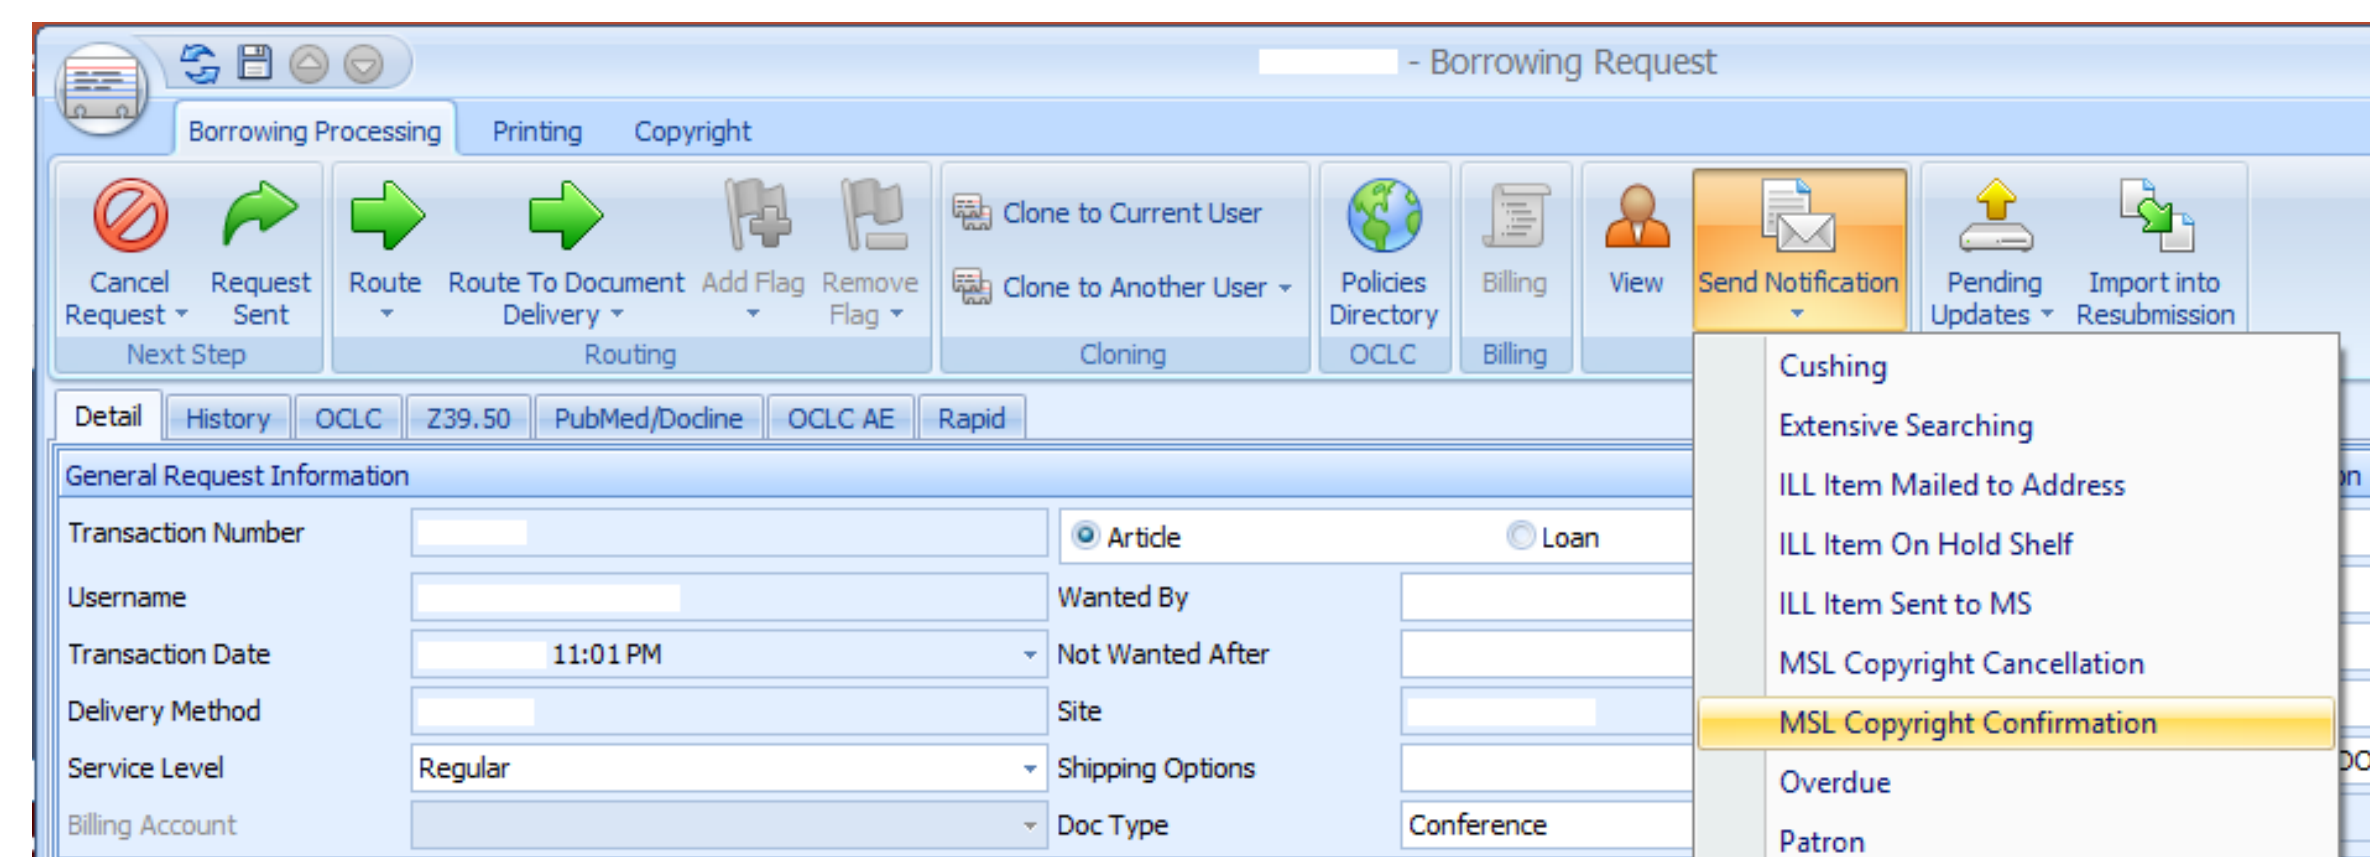 - Borrowing Request
Borrowing Processing Printing Copyright
Cancel Request
Request Sent
Route
Route To Document Delivery
Add Flag
Remove Flag
Clone to Current User
Clone to Another User
Policies Directory
Billing
View
Send Notification
Pending Updates
Import into Resubmission
Next Step Routing Cloning OCLC Billing
Detail History OCLC Z39.50 PubMed/Docline OCLC AE Rapid
General Request Information
Transaction Number
Article Loan
Username
Wanted By
Transaction Date 11:01 PM
Not Wanted After
Delivery Method
Site
Service Level Regular
Shipping Options
Billing Account
Doc Type Conference
Cushing
Extensive Searching
ILL Item Mailed to Address
ILL Item On Hold Shelf
ILL Item Sent to MS
MSL Copyright Cancellation
MSL Copyright Confirmation
Overdue
Patron